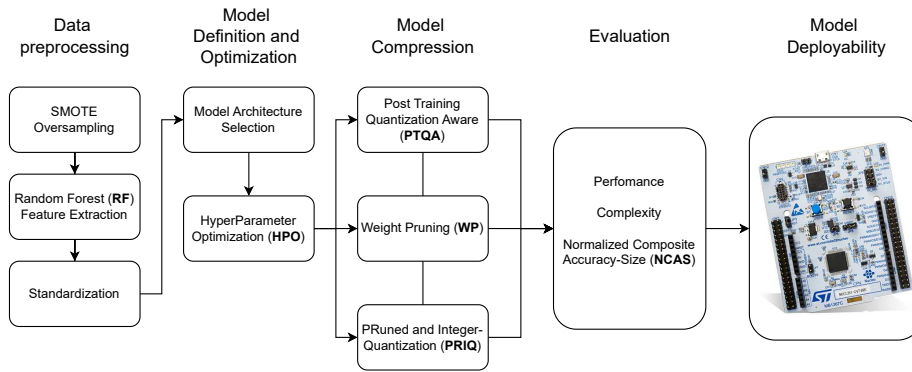 Data
preprocessing
Model
Definition and
Optimization
Model
Compression
Evaluation
Model
Deployability
SMOTE
Oversampling
Random Forest (RF)
Feature Extraction
Standardization
Model Architecture
Selection
HyperParameter
Optimization (HPO)
Post Training
Quantization Aware
(PTQA)
Weight Pruning (WP)
PRuned and Integer-
Quantization (PRIQ)
Perfomance
Complexity
Normalized Composite
Accuracy-Size (NCAS)
ST